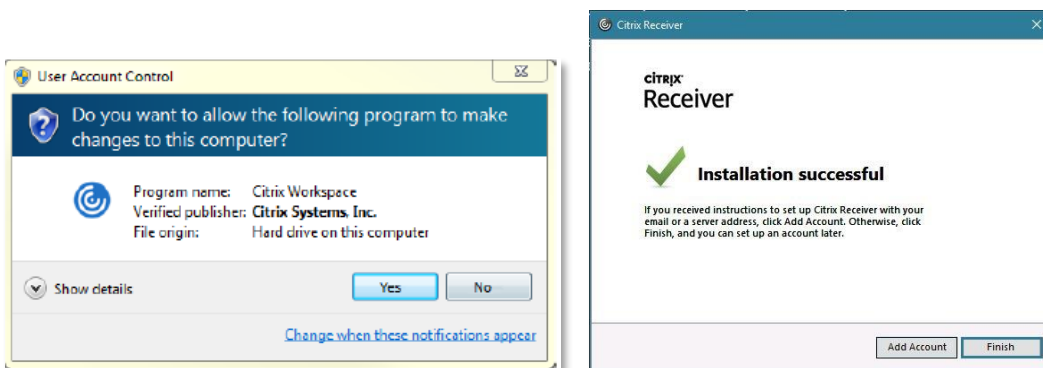 User Account Control
Do you want to allow the following program to make
changes to this computer?
Program name: Citrix Workspace
Verified publisher: Citrix Systems, Inc.
File origin: Hard drive on this computer
Show details
Yes
No
Change when these notifications appear
Citrix Receiver
CİTRIX
Receiver
Installation successful
If you received instructions to set up Citrix Receiver with your
email or a server address, click Add Account. Otherwise, click
Finish, and you can set up an account later.
Add Account
Finish